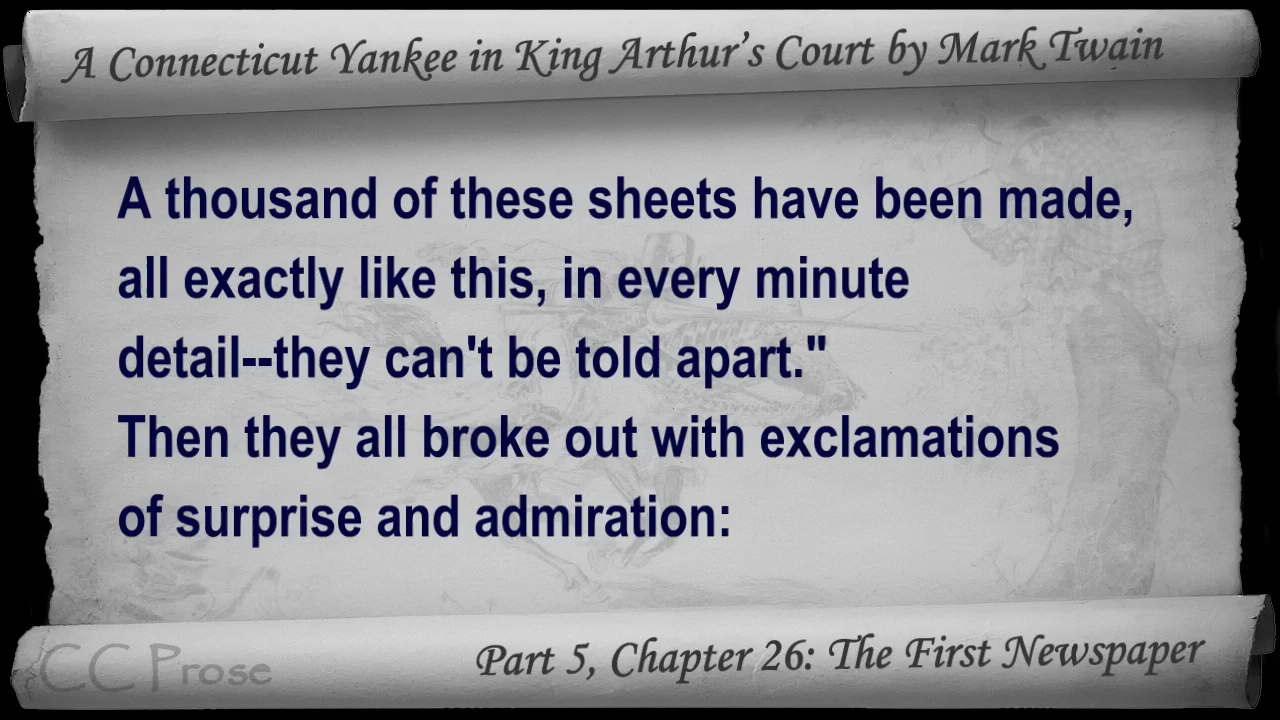 A Connecticut Yankee in King Arthur's Court by Mark Twain
A thousand of these sheets have been made,
all exactly like this, in every minute
detail--they can't be told apart."
Then they all broke out with exclamations
of surprise and admiration:
CC Prose
Part 5, Chapter 26: The First Newspaper